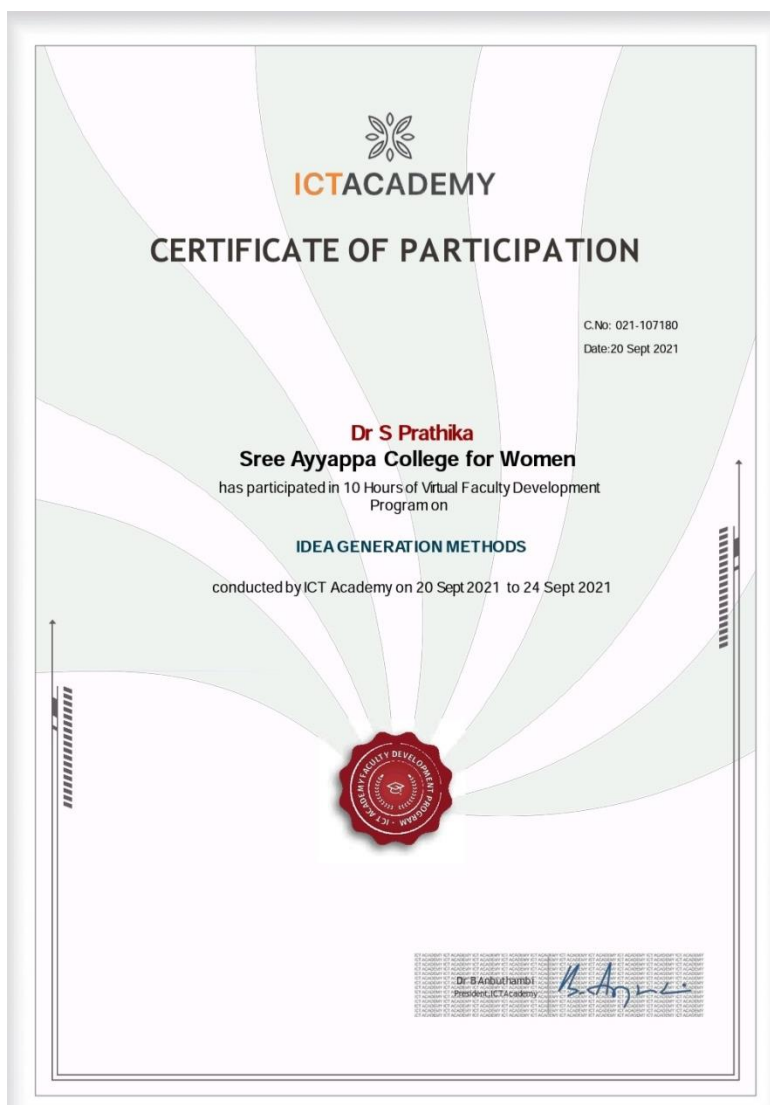 ICTACADEMY
CERTIFICATE OF PARTICIPATION
C.No: 021-107180
Date:20 Sept 2021
Dr S Prathika
Sree Ayyappa College for Women
has participated in 10 Hours of Virtual Faculty Development
Program on
IDEA GENERATION METHODS
conducted by ICT Academy on 20 Sept 2021 to 24 Sept 2021
ICT ACADEMY FACULTY DEVELOPMENT PROGRAM
Dr B Anbuthambi
President, ICT Academy